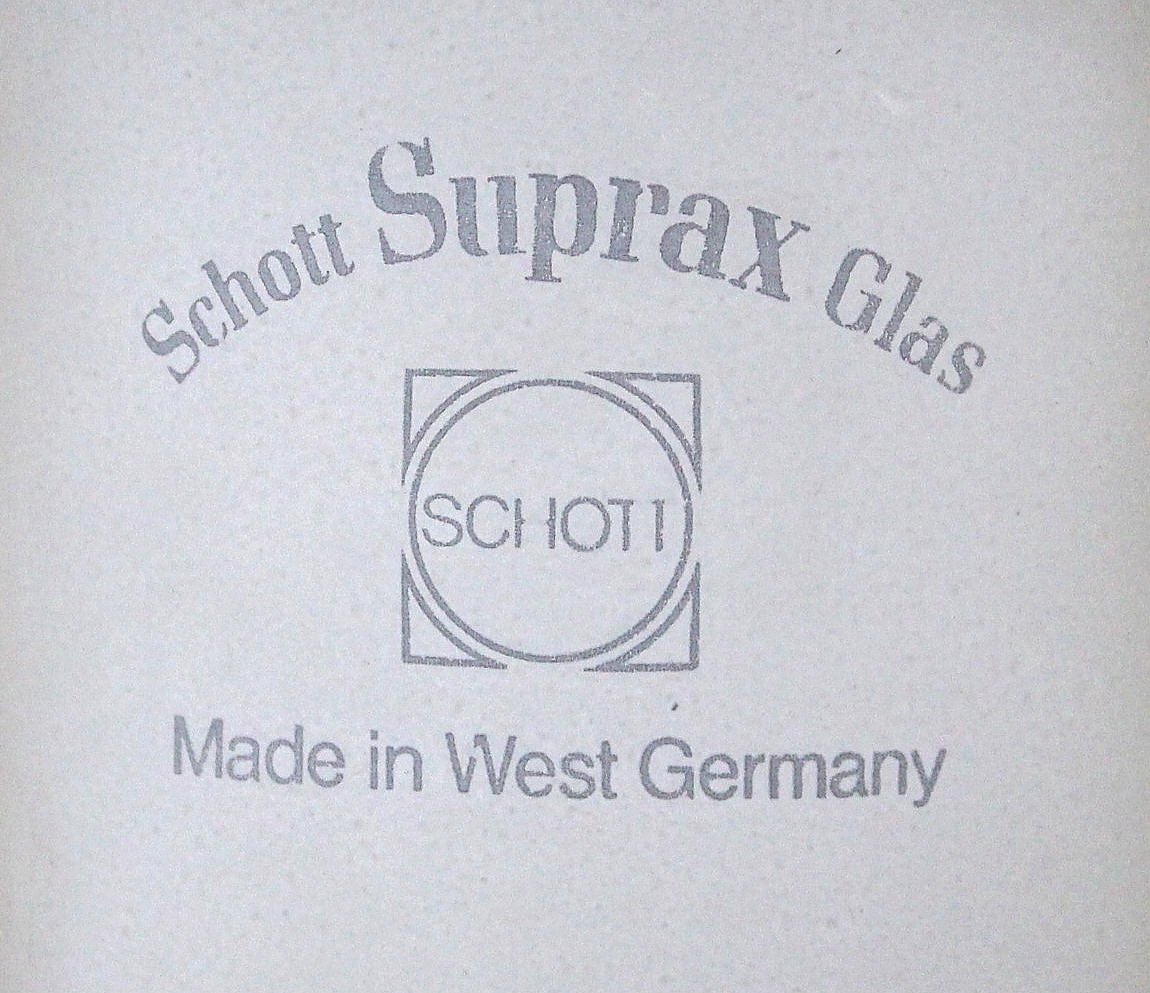 Schott Suprax Glas
SCHOTT
Made in West Germany